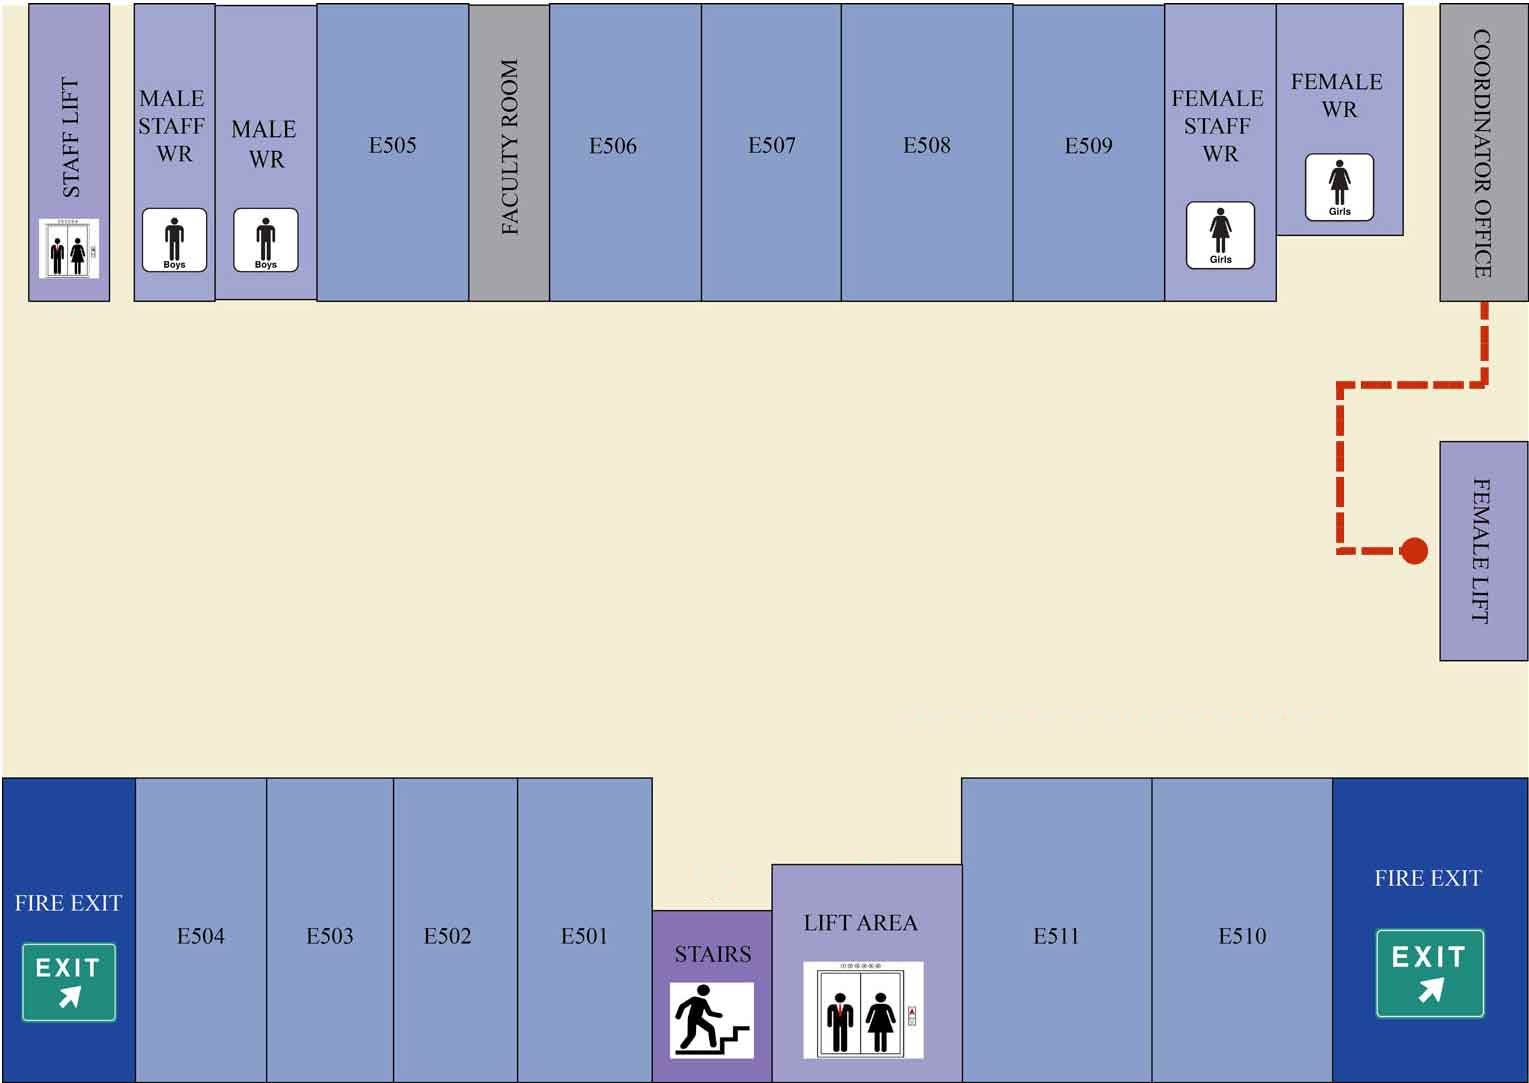 STAFF LIFT
MALE
STAFF
WR
Boys
MALE
WR
Boys
E505
FACULTY ROOM
E506
E507
E508
E509
FEMALE
STAFF
WR
Girls
FEMALE
WR
Girls
COORDINATOR OFFICE
FEMALE LIFT
FIRE EXIT
EXIT
E504
E503
E502
E501
STAIRS
LIFT AREA
E511
E510
FIRE EXIT
EXIT